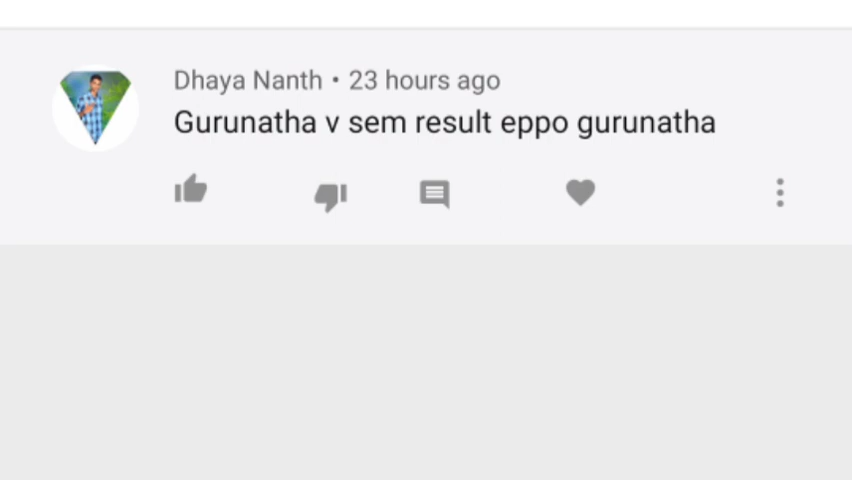 Dhaya Nanth • 23 hours ago
Gurunatha v sem result eppo gurunatha